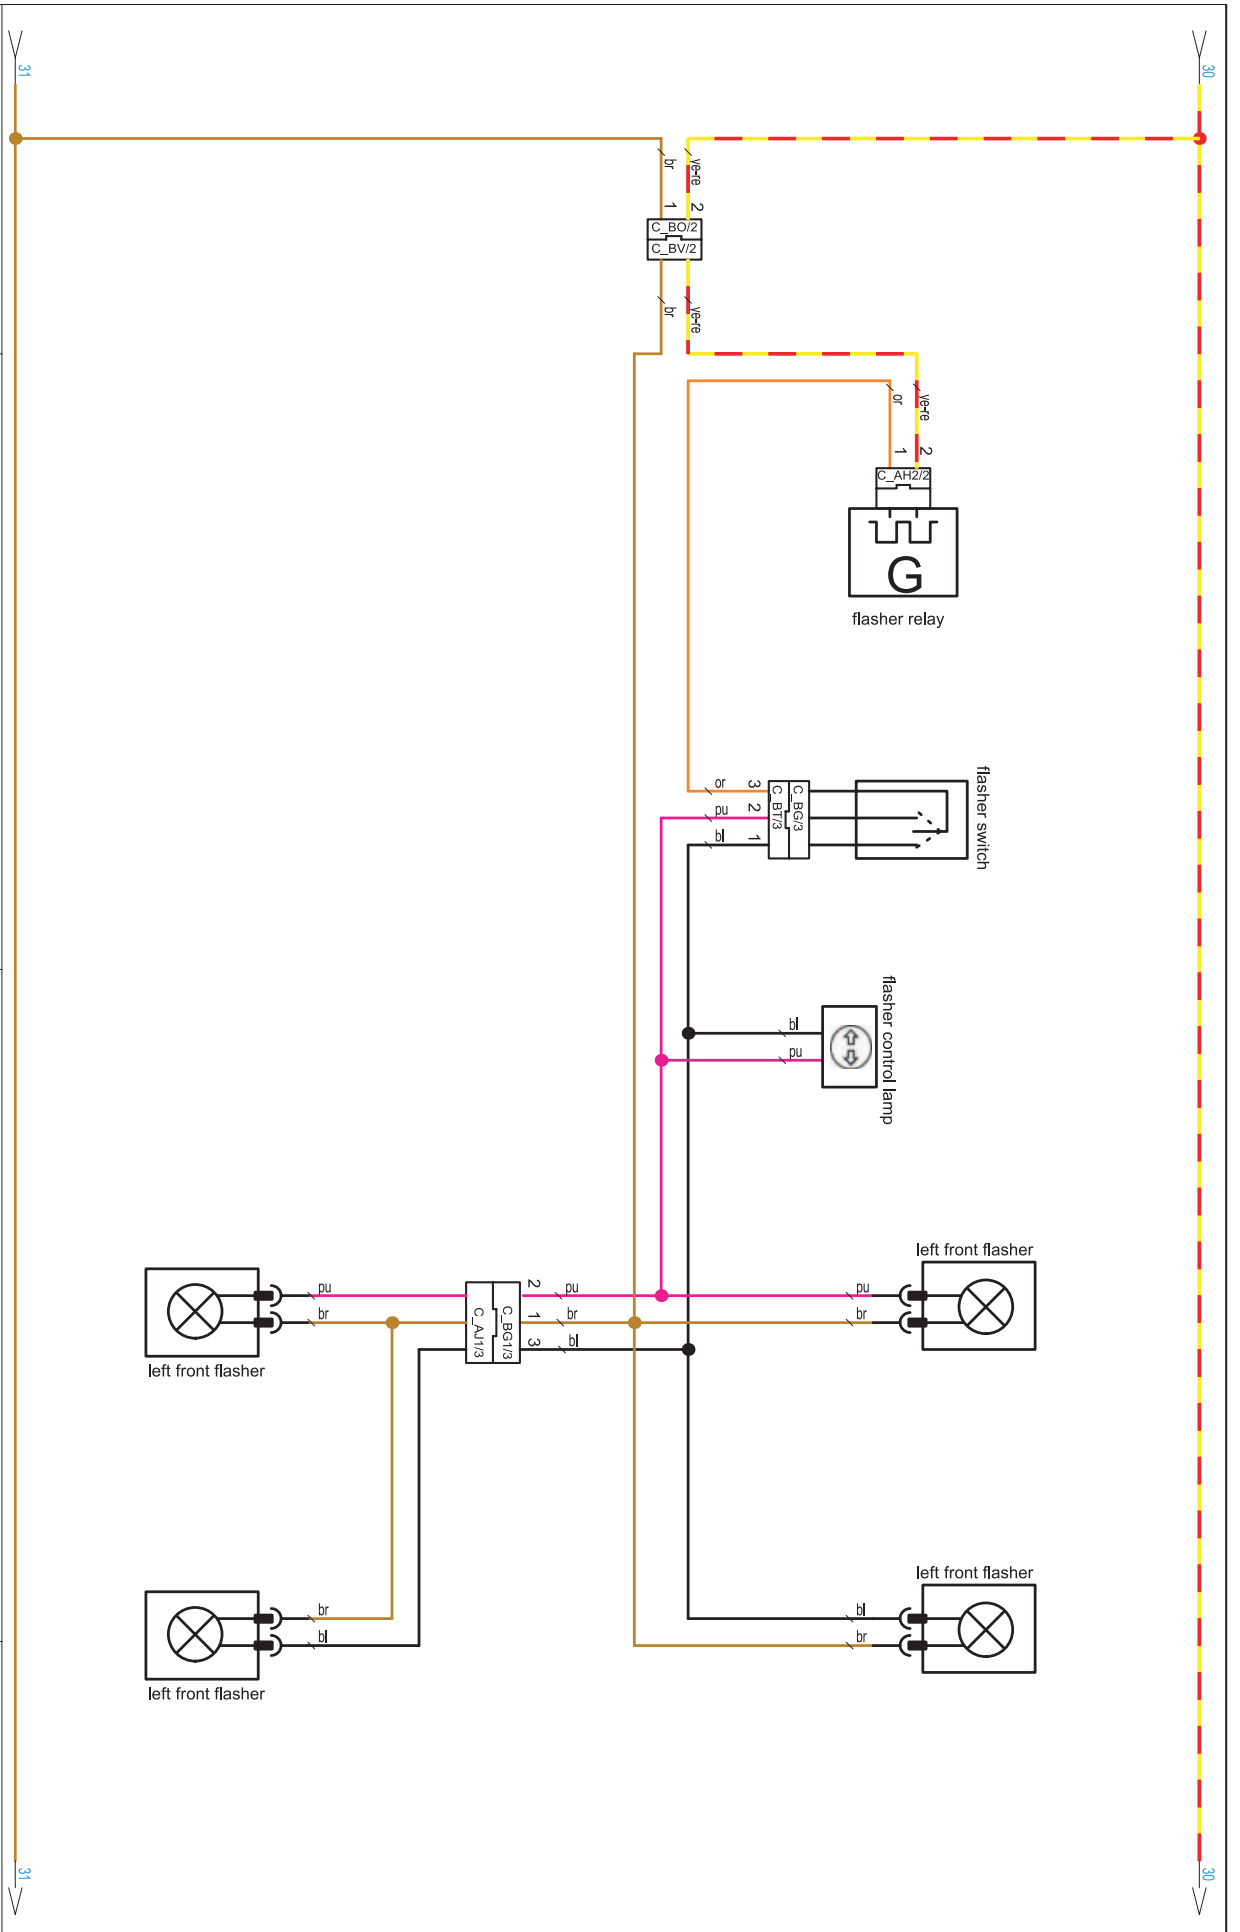 31
30
br
ye-re
1
2
C_BO/2
C_BV/2
br
ye-re
or
ye-re
1
2
C_AH2/2
G
flasher relay
flasher switch
or
3
pu
2
bl
1
C_BT/3
C_BG/3
flasher control lamp
bl
pu
left front flasher
pu
br
2
1
3
C_BG1/3
C_AJ1/3
pu
br
bl
pu
br
left front flasher
left front flasher
br
bl
bl
br
left front flasher
31
30